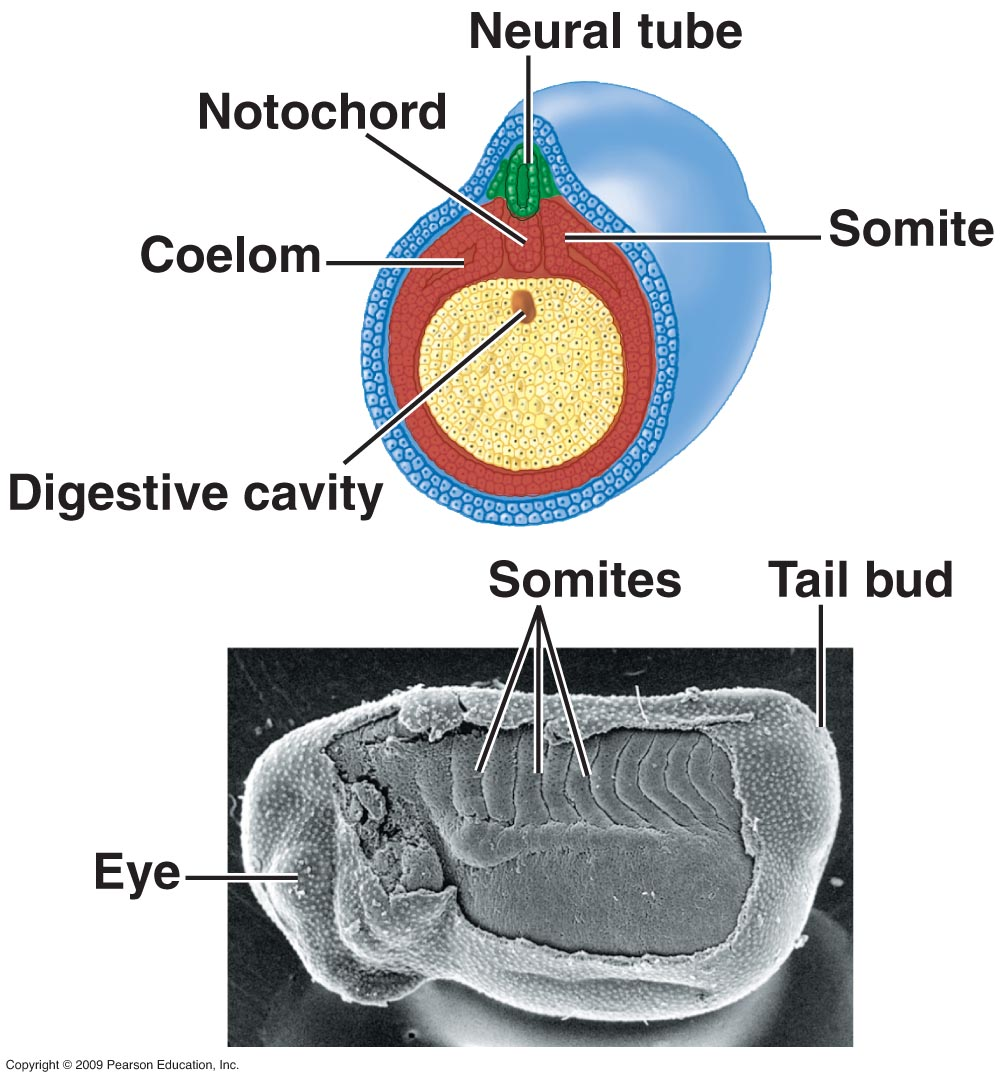 Neural tube
Notochord
Somite
Coelom
Digestive cavity
Somites
Tail bud
Eye
Copyright © 2009 Pearson Education, Inc.